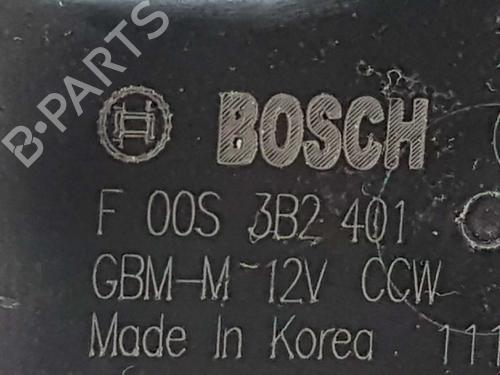 B-PARTS
BOSCH
F 00S 3B2 401
GBM-M-12V CCW
Made In Korea 111